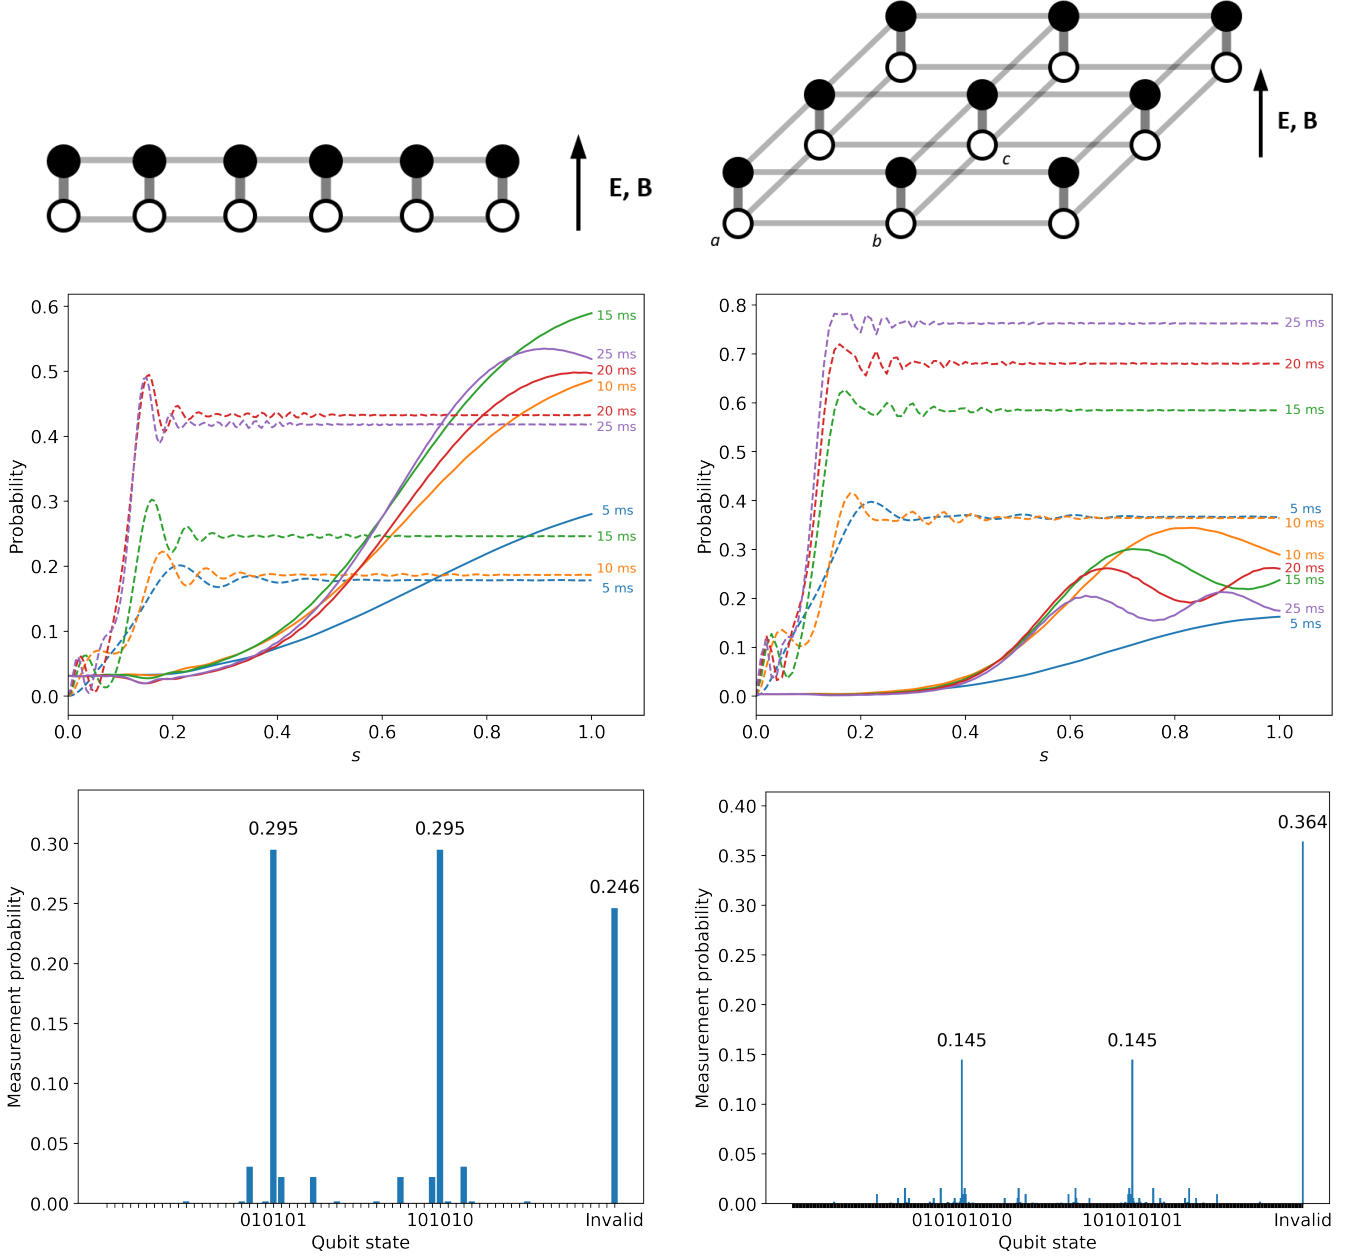 E, B
E, B
a
b
c
Probability
0.6
0.5
0.4
0.3
0.2
0.1
0.0
0.0
0.2
0.4
0.6
0.8
1.0
s
15 ms
25 ms
20 ms
10 ms
20 ms
25 ms
5 ms
15 ms
10 ms
5 ms
Probability
0.8
0.7
0.6
0.5
0.4
0.3
0.2
0.1
0.0
0.0
0.2
0.4
0.6
0.8
1.0
s
25 ms
20 ms
15 ms
5 ms
10 ms
10 ms
20 ms
15 ms
25 ms
5 ms
Measurement probability
0.30
0.25
0.20
0.15
0.10
0.05
0.00
0.295
0.295
0.246
010101
101010
Invalid
Qubit state
Measurement probability
0.40
0.35
0.30
0.25
0.20
0.15
0.10
0.05
0.00
0.145
0.145
0.364
010101010
101010101
Invalid
Qubit state